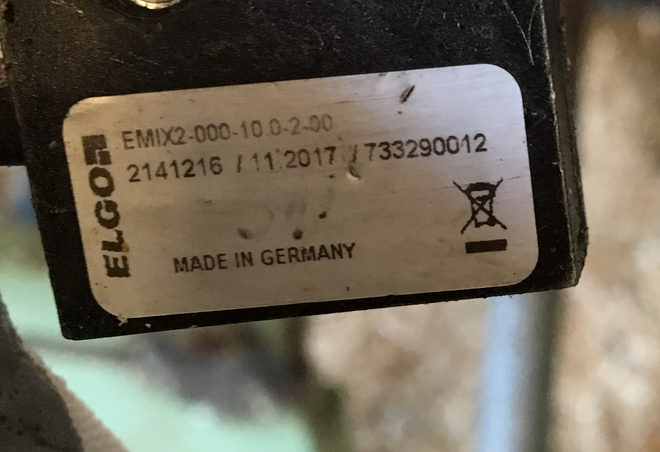 ELGO
EMIX2-000-10.0-2-00
2141216 / 11.2017 / 733290012
MADE IN GERMANY